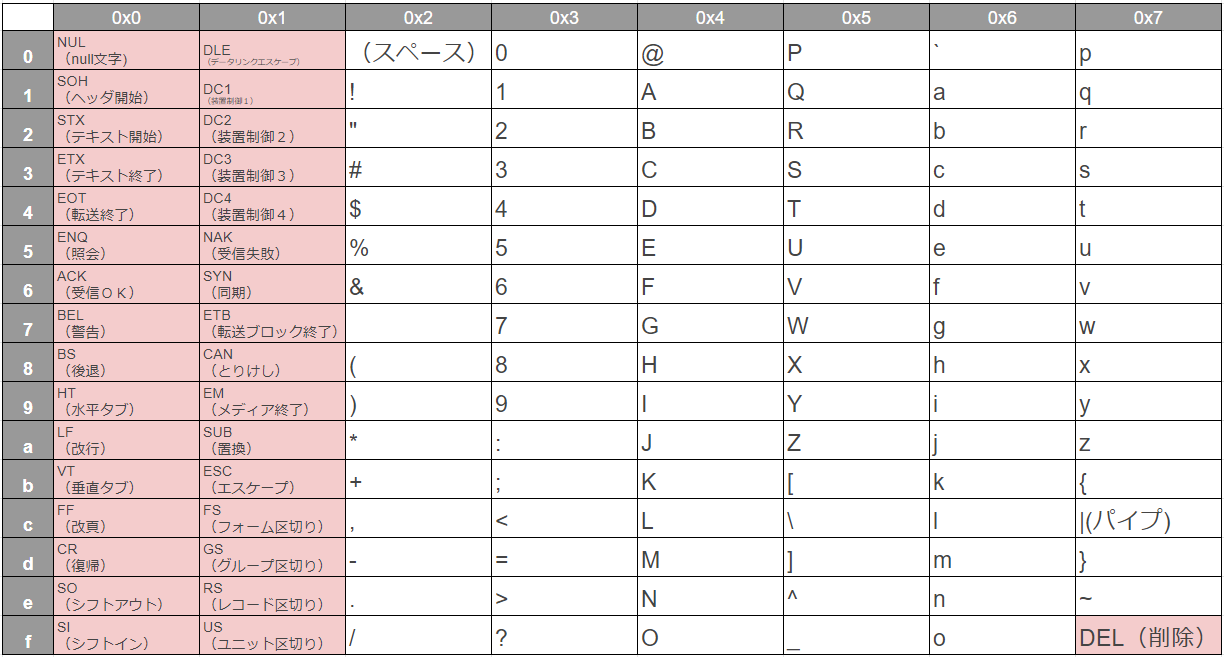 0x0 0x1 0x2 0x3 0x4 0x5 0x6 0x7
0 NUL（null文字) DLE（データリンクエスケープ） （スペース） 0 @ P ` p
1 SOH（ヘッダ開始） DC1（装置制御１） ! 1 A Q a q
2 STX（テキスト開始） DC2（装置制御２） " 2 B R b r
3 ETX（テキスト終了） DC3（装置制御３） # 3 C S c s
4 EOT（転送終了） DC4（装置制御４） $ 4 D T d t
5 ENQ（照会） NAK（受信失敗） % 5 E U e u
6 ACK（受信ＯＫ） SYN（同期） & 6 F V f v
7 BEL（警告） ETB（転送ブロック終了） 7 G W g w
8 BS（後退） CAN（とりけし） ( 8 H X h x
9 HT（水平タブ） EM（メディア終了） ) 9 I Y i y
a LF（改行） SUB（置換） * : J Z j z
b VT（垂直タブ） ESC（エスケープ） + ; K [ k {
c FF（改頁） FS（フォーム区切り） , < L \ l |(パイプ)
d CR（復帰） GS（グループ区切り） - = M ] m }
e SO（シフトアウト） RS（レコード区切り） . > N ^ n ~
f SI（シフトイン） US（ユニット区切り） / ? O _ o DEL（削除）